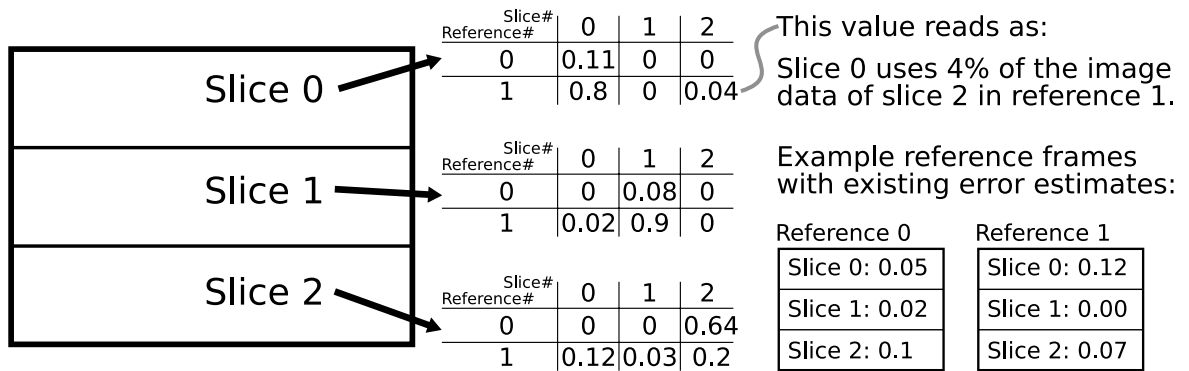 Slice 0
Slice 1
Slice 2
Slice#
Reference# 0 1 2
0 0.11 0 0
1 0.8 0 0.04
Slice#
Reference# 0 1 2
0 0 0.08 0
1 0.02 0.9 0
Slice#
Reference# 0 1 2
0 0 0 0.64
1 0.12 0.03 0.2
This value reads as:
Slice 0 uses 4% of the image
data of slice 2 in reference 1.
Example reference frames
with existing error estimates:
Reference 0
Slice 0: 0.05
Slice 1: 0.02
Slice 2: 0.1
Reference 1
Slice 0: 0.12
Slice 1: 0.00
Slice 2: 0.07